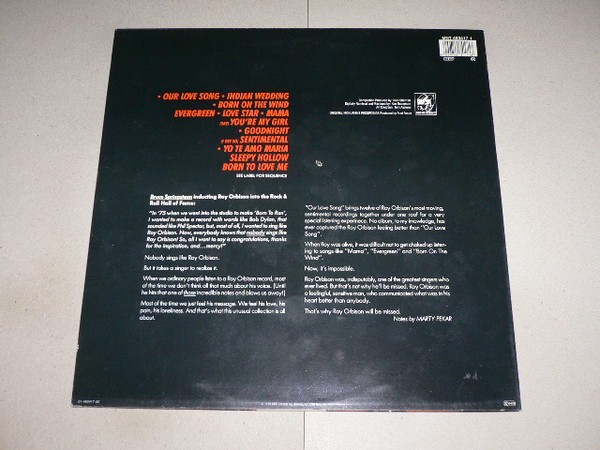 MNT 463417 1
• OUR LOVE SONG • INDIAN WEDDING
• BORN ON THE WIND
EVERGREEN • LOVE STAR • MAMA
(SAY) YOU'RE MY GIRL
• GOODNIGHT
SENTIMENTAL
• YO TE AMO MARIA
SLEEPY HOLLOW
BORN TO LOVE ME
SEE LABEL FOR SEQUENCE
Bruce Springsteen inducting Roy Orbison into the Rock &
Roll Hall of Fame:
"In '75 when we went into the studio to make 'Born To Run',
I wanted to make a record with words like Bob Dylan, that
sounded like Phil Spector, but, most of all, I wanted to sing like
Roy Orbison. Now, everybody knows that nobody sings like
Roy Orbison! So, all I want to say is congratulations, thanks
for the inspiration, and....mercy!"
Nobody sings like Roy Orbison.
But it takes a singer to realize it.
When we ordinary people listen to a Roy Orbison record, most
of the time we don't think all that much about his voice. (Until
he hits that one of those incredible notes and blows us away!)
Most of the time we just feel his message. We feel his love, his
pain, his loneliness. And that's what this unusual collection is all
about.
"Our Love Song" brings twelve of Roy Orbison's most moving,
sentimental recordings together under one roof for a very
special listening experience. No album, to my knowledge, has
ever captured the Roy Orbison feeling better than "Our Love
Song".
When Roy was alive, it was difficult not to get choked up listen-
ing to songs like "Mama", "Evergreen" and "Born On The
Wind".
Now, it's impossible.
Roy Orbison was, indisputably, one of the greatest singers who
ever lived. But that's not why he'll be missed. Roy Orbison was
a feelingful, sensitive man, who communicated what was in his
heart better than anybody.
That's why Roy Orbison will be missed.
Notes by MARTY PEKAR